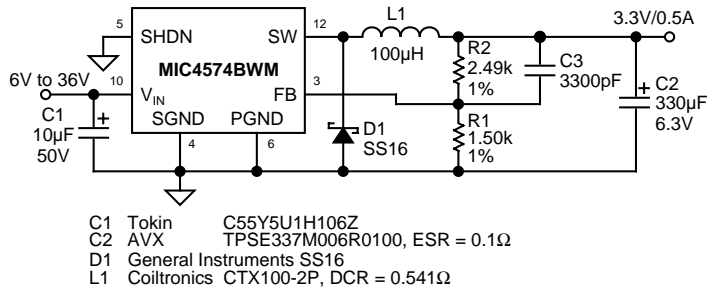 5
SHDN
SW
12
L1
100µH
3.3V/0.5A
MIC4574BWM
R2
2.49k
1%
C3
3300pF
6V to 36V
10
VIN
FB
3
C2
330µF
6.3V
C1
10µF
50V
SGND
PGND
4
6
D1
SS16
R1
1.50k
1%
C1 Tokin C55Y5U1H106Z
C2 AVX TPSE337M006R0100, ESR = 0.1Ω
D1 General Instruments SS16
L1 Coiltronics CTX100-2P, DCR = 0.541Ω